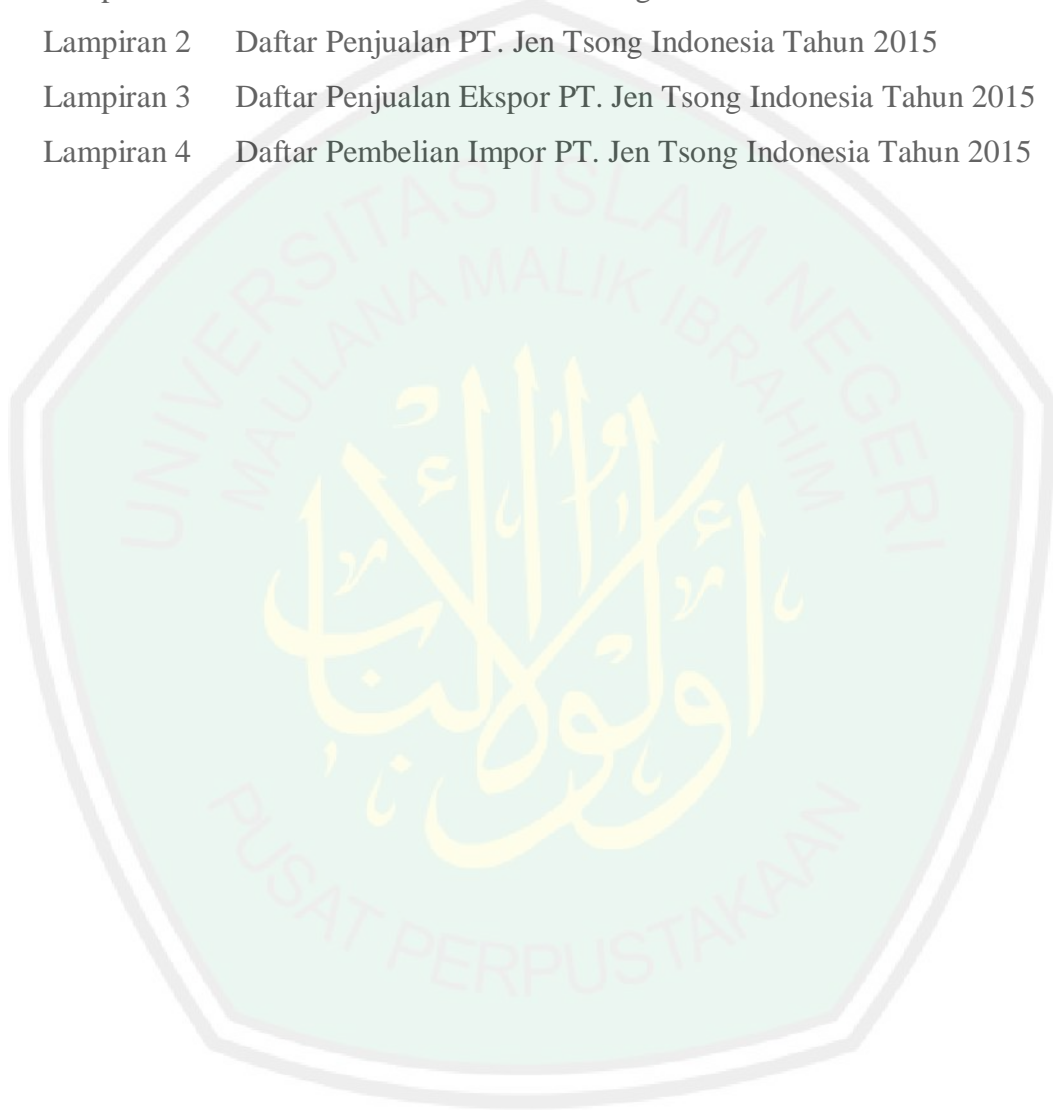 Lampiran 2 Daftar Penjualan PT. Jen Tsong Indonesia Tahun 2015
Lampiran 3 Daftar Penjualan Ekspor PT. Jen Tsong Indonesia Tahun 2015
Lampiran 4 Daftar Pembelian Impor PT. Jen Tsong Indonesia Tahun 2015
UNIVERSITAS ISLAM NEGERI
MAULANA MALIK IBRAHIM
أولوا الألباب
PUSAT PERPUSTAKAAN